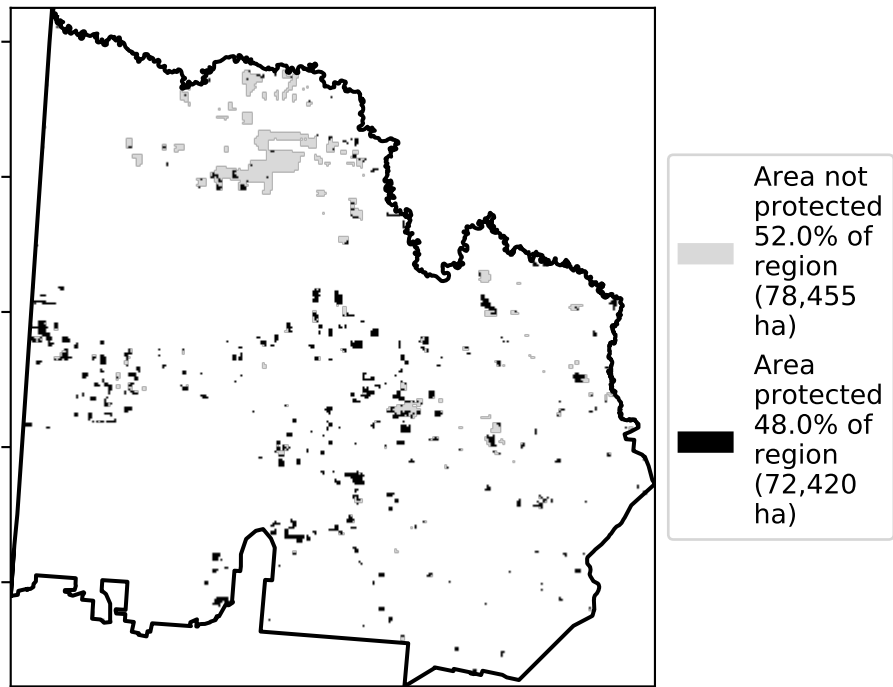 Area not
protected
52.0% of
region
(78,455
ha)
Area
protected
48.0% of
region
(72,420
ha)